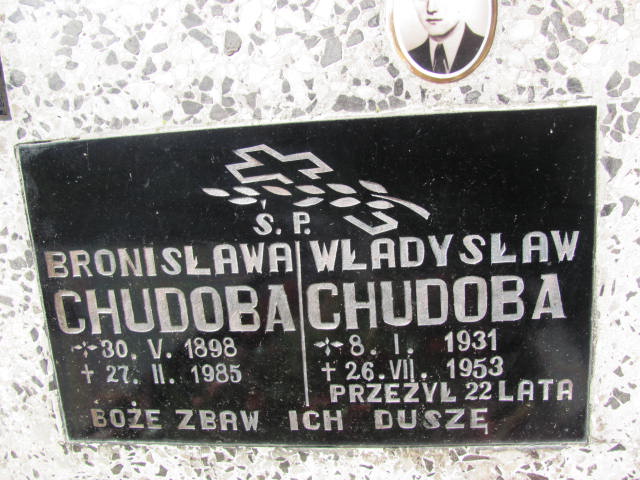 Ś. P.
BRONISŁAWA WŁADYSŁAW
CHUDOBA CHUDOBA
30. V. 1898 8. I. 1931
† 27. II. 1985 † 26. VII. 1953
PRZEŻYŁ 22 LATA
BOŻE ZBAW ICH DUSZĘ